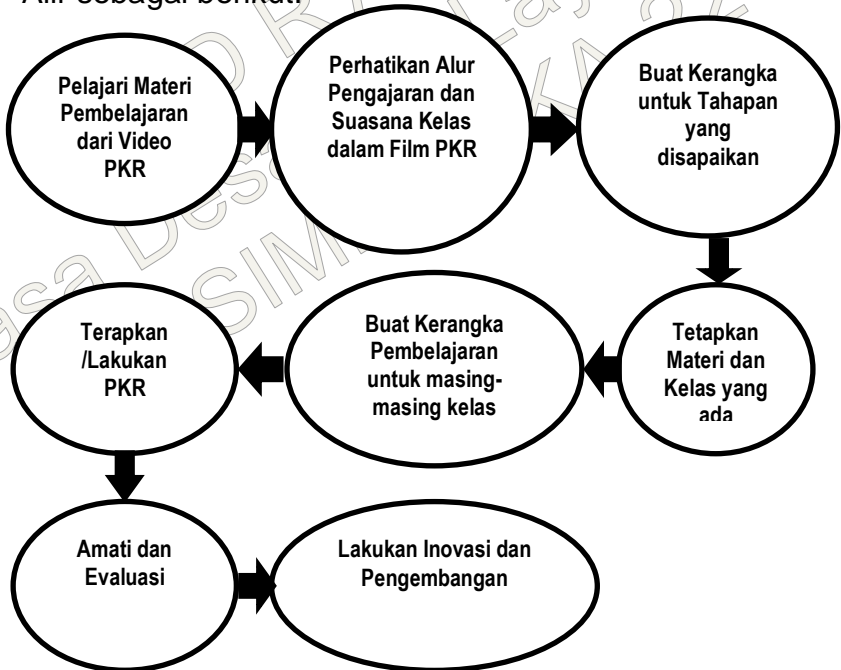 Alir sebagai berikut:
Pelajari Materi
Pembelajaran
dari Video
PKR
Perhatikan Alur
Pengajaran dan
Suasana Kelas
dalam Film PKR
Buat Kerangka
untuk Tahapan
yang
disapaikan
Tetapkan
Materi dan
Kelas yang
ada
Buat Kerangka
Pembelajaran
untuk masing-
masing kelas
Terapkan
/Lakukan
PKR
Amati dan
Evaluasi
Lakukan Inovasi dan
Pengembangan